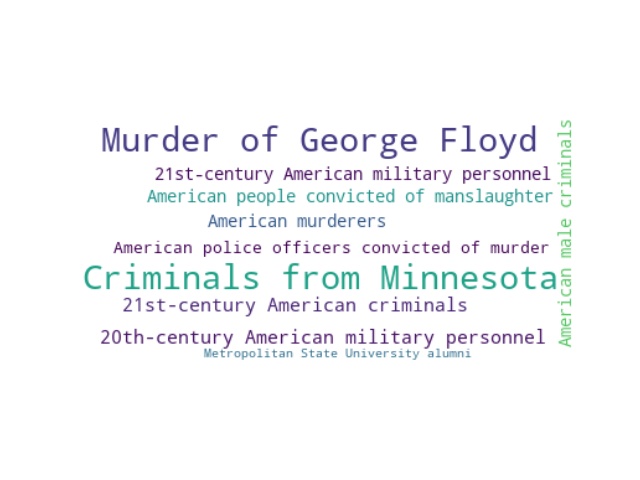 Murder of George Floyd
21st-century American military personnel
American people convicted of manslaughter
American murderers
American police officers convicted of murder
Criminals from Minnesota
21st-century American criminals
20th-century American military personnel
Metropolitan State University alumni
American male criminals